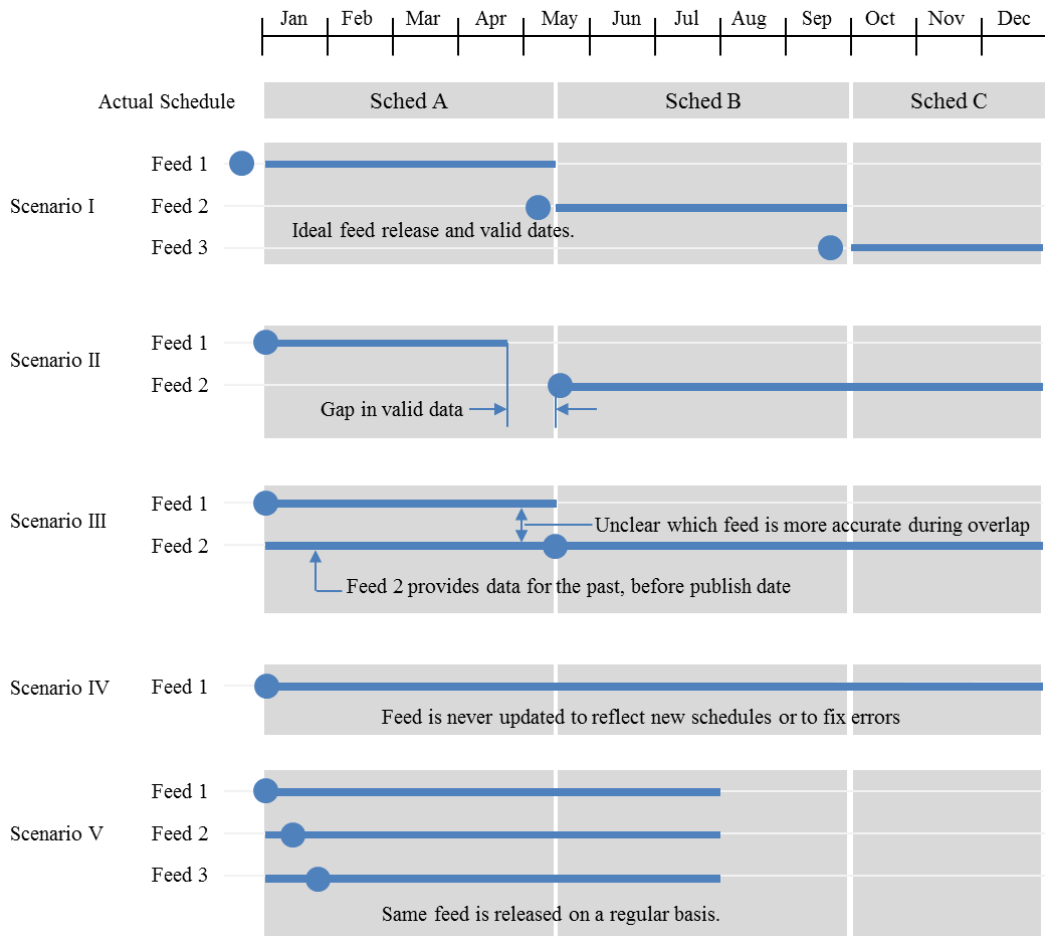 Jan Feb Mar Apr May Jun Jul Aug Sep Oct Nov Dec
Actual Schedule Sched A Sched B Sched C
Feed 1
Scenario I Feed 2
Ideal feed release and valid dates.
Feed 3
Feed 1
Scenario II
Feed 2
Gap in valid data
Feed 1
Scenario III
Unclear which feed is more accurate during overlap
Feed 2
Feed 2 provides data for the past, before publish date
Scenario IV Feed 1
Feed is never updated to reflect new schedules or to fix errors
Feed 1
Scenario V Feed 2
Feed 3
Same feed is released on a regular basis.